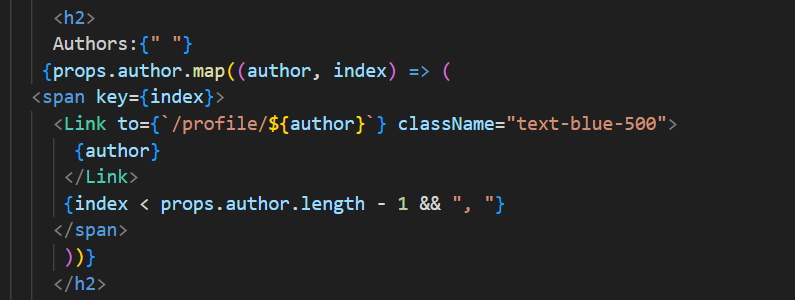 <h2>
Authors:{" "}
{props.author.map((author, index) => (
<span key={index}>
<Link to={`/profile/${author}`} className="text-blue-500">
{author}
</Link>
{index < props.author.length - 1 && ", "}
</span>
))}
</h2>